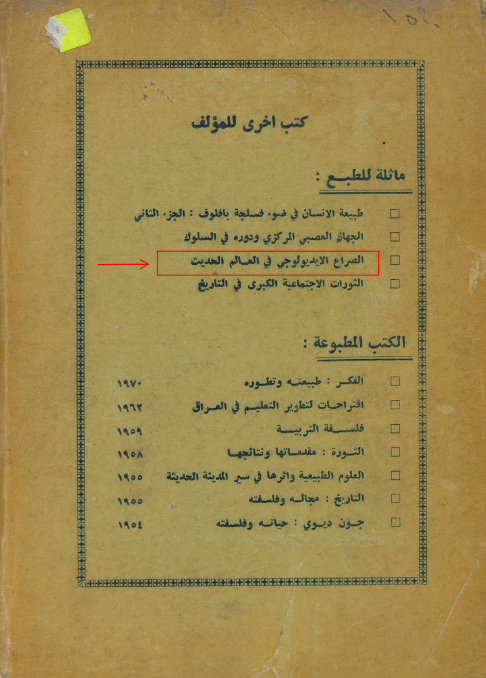 ١٥٠٠
كتب اخرى للمؤلف
ماثلة للطبع :
طبيعة الانسان في ضوء فسلجة بافلوف : الجزء الثاني
الجهاز العصبي المركزي ودوره في السلوك
الصراع الايديولوجي في العالم الحديث
الثورات الاجتماعية الكبرى في التاريخ
الكتب المطبوعة :
الفكر : طبيعته وتطوره ١٩٧٠
اقتراحات لتطوير التعليم في العراق ١٩٦٢
فلسفة التربية ١٩٥٩
الثورة : مقدماتها ونتائجها ١٩٥٨
العلوم الطبيعية واثرها في سير المدنية الحديثة ١٩٥٥
التاريخ : مجاله وفلسفته ١٩٥٥
جون ديوي : حياته وفلسفته ١٩٥٤